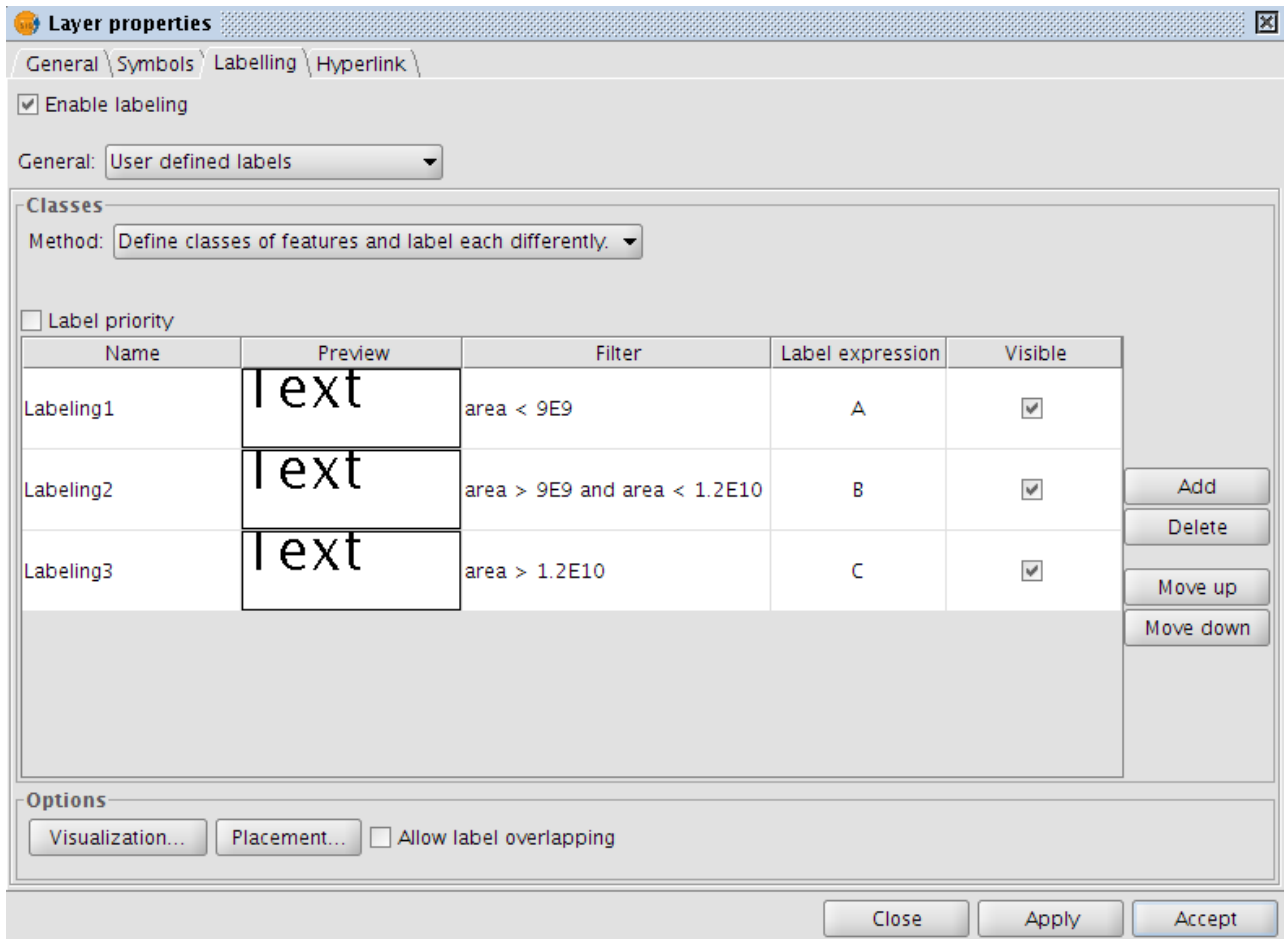 Layer properties
General Symbols Labelling Hyperlink
Enable labeling
General: User defined labels
Classes
Method: Define classes of features and label each differently.
Label priority
Name Preview Filter Label expression Visible
Labeling1 Text area < 9E9 A
Labeling2 Text area > 9E9 and area < 1.2E10 B
Labeling3 Text area > 1.2E10 C
Add
Delete
Move up
Move down
Options
Visualization... Placement... Allow label overlapping
Close Apply Accept